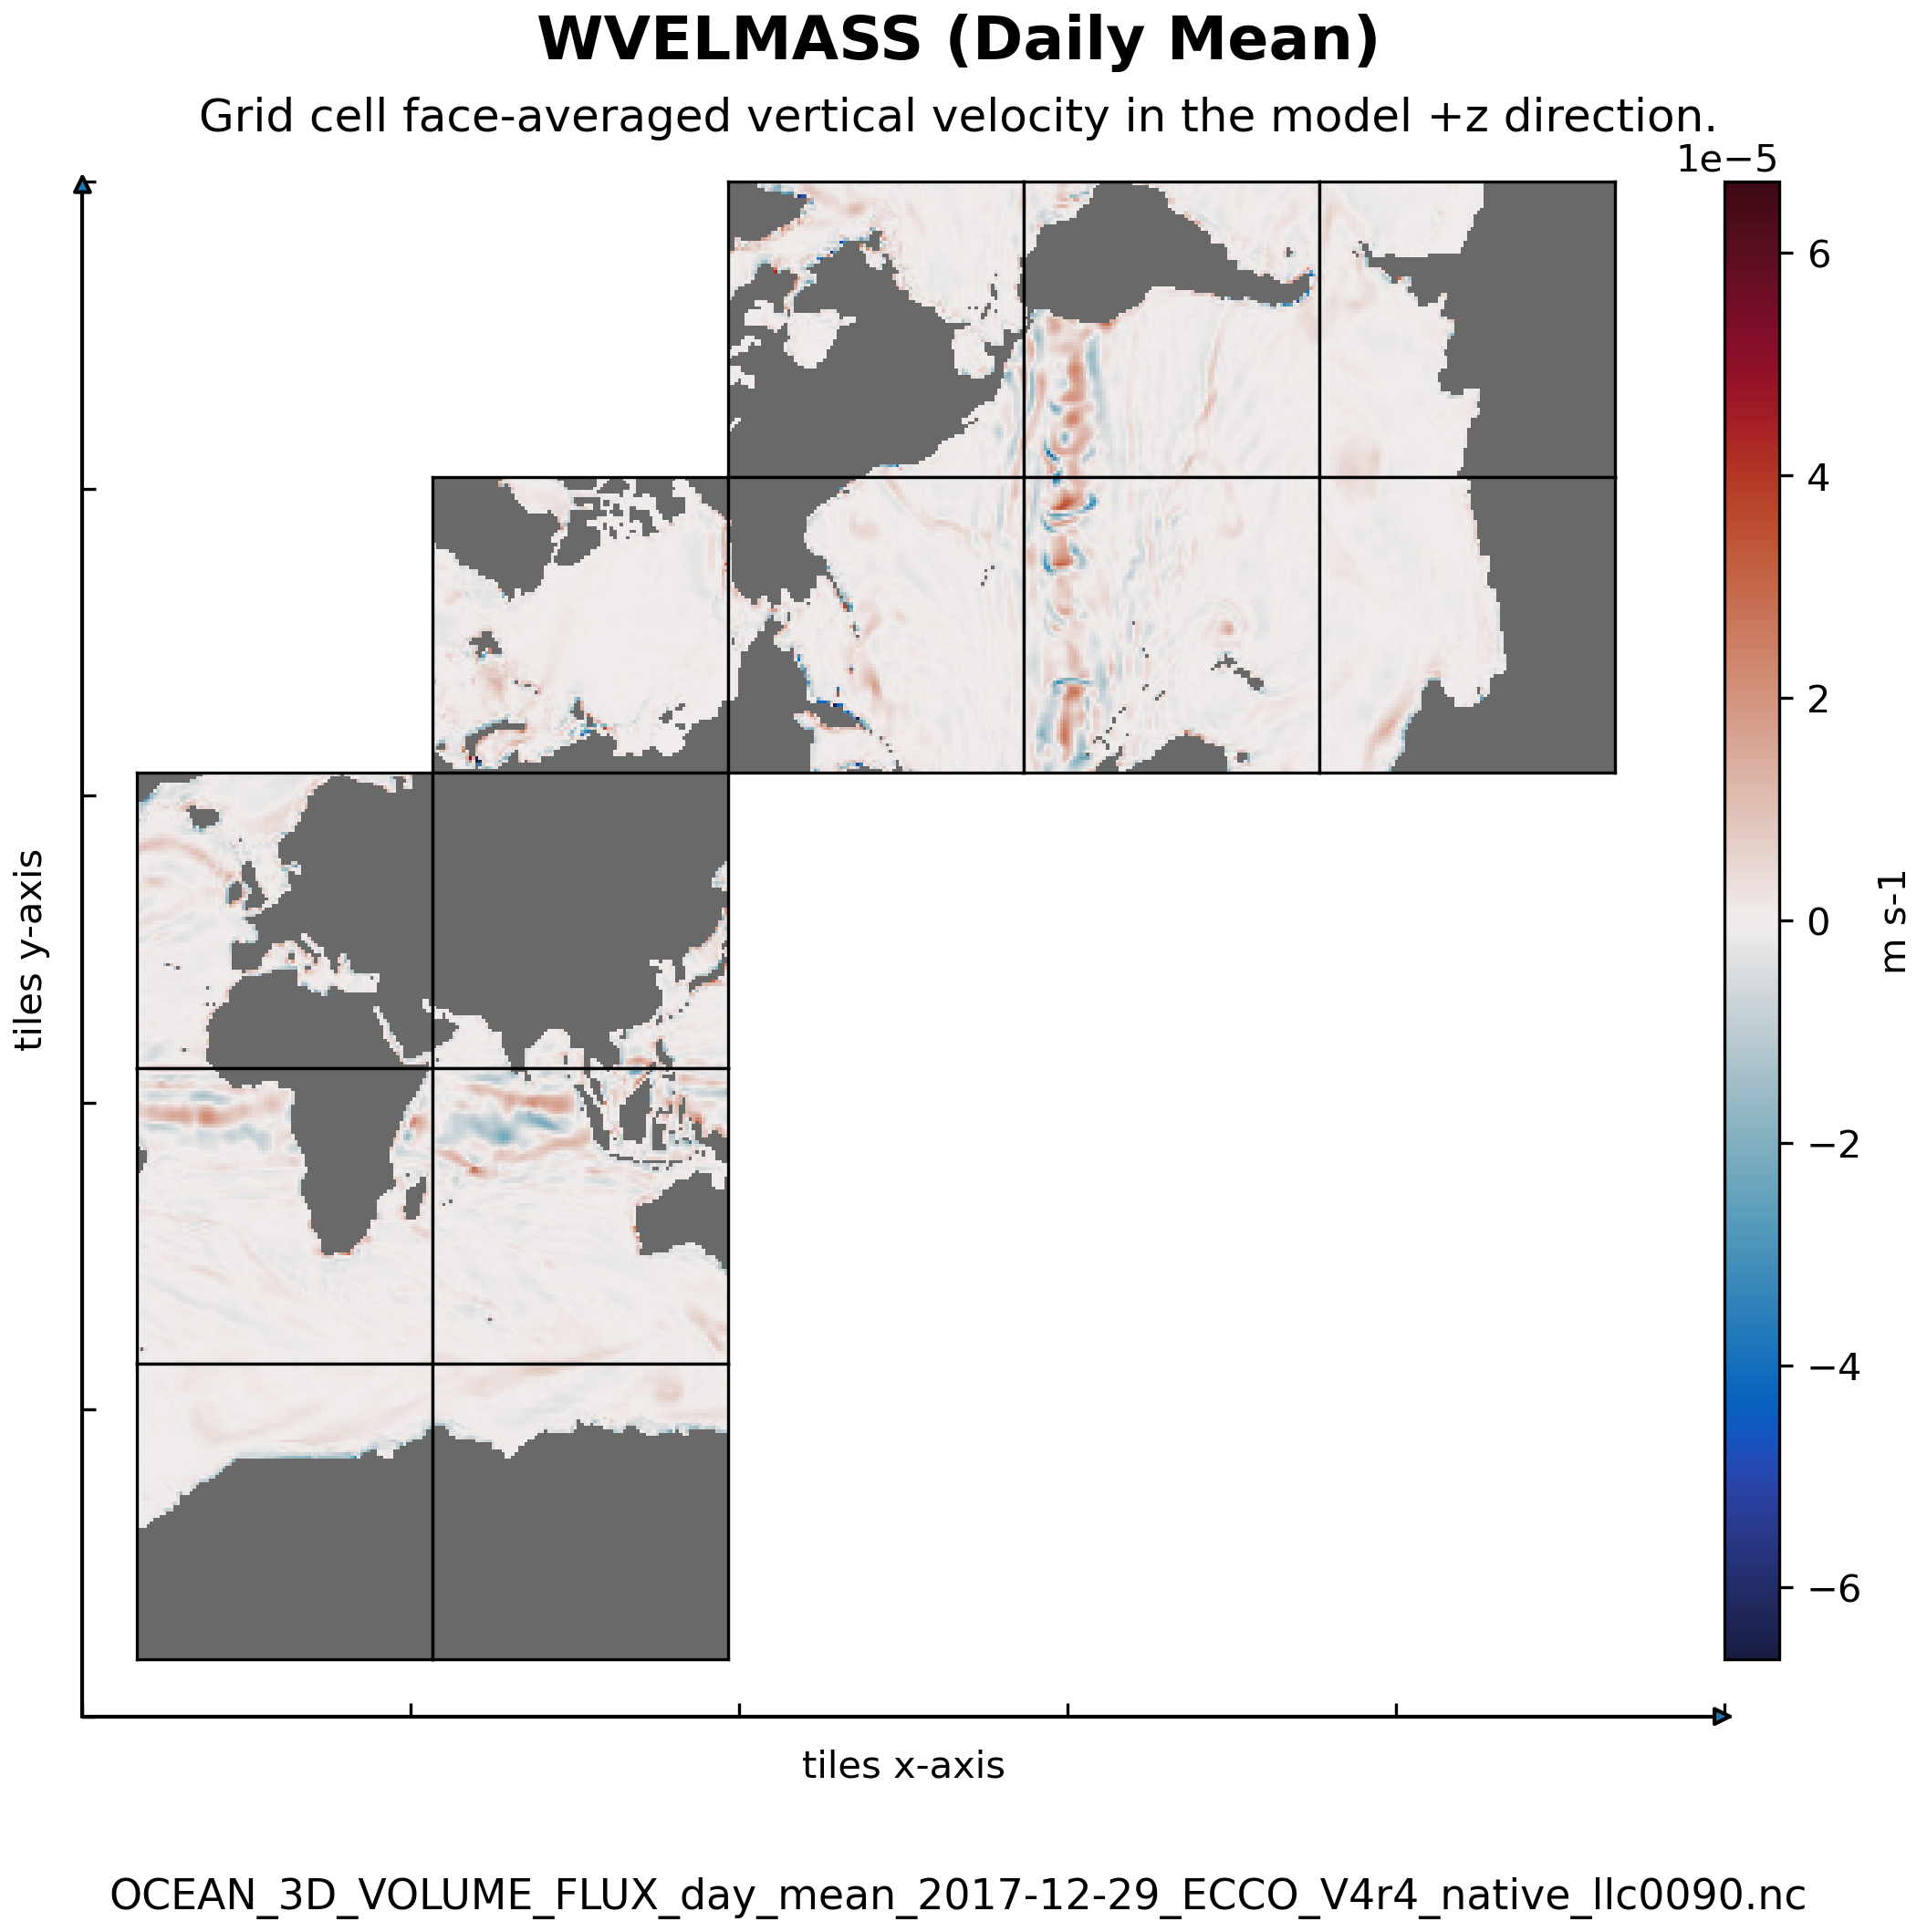 WVELMASS (Daily Mean)
Grid cell face-averaged vertical velocity in the model +z direction.
1e−5
6
4
2
0
−2
−4
−6
m s-1
tiles y-axis
tiles x-axis
OCEAN_3D_VOLUME_FLUX_day_mean_2017-12-29_ECCO_V4r4_native_llc0090.nc